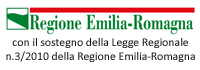 Regione Emilia-Romagna
con il sostegno della Legge Regionale
n.3/2010 della Regione Emilia-Romagna